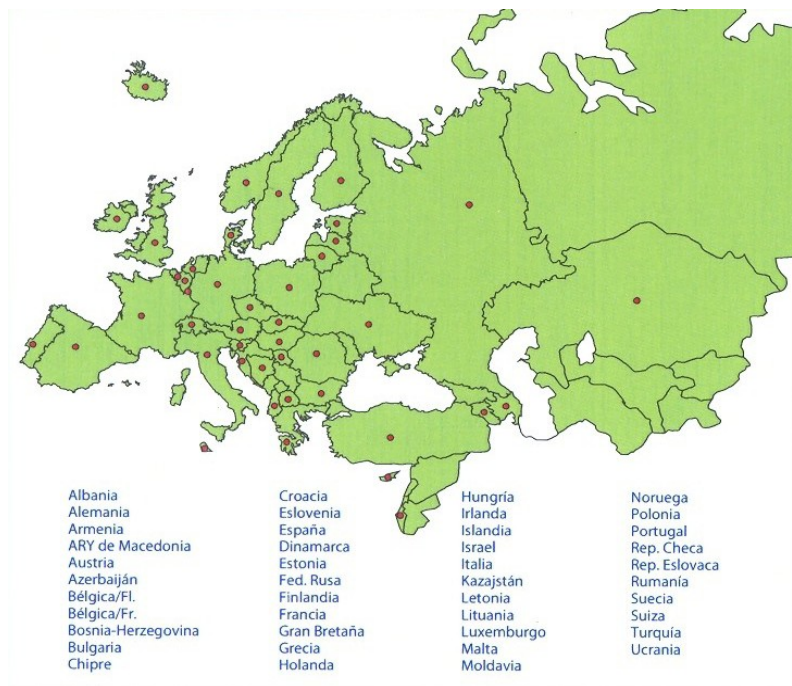 Albania
Alemania
Armenia
ARY de Macedonia
Austria
Azerbaiján
Bélgica/Fl.
Bélgica/Fr.
Bosnia-Herzegovina
Bulgaria
Chipre
Croacia
Eslovenia
España
Dinamarca
Estonia
Fed. Rusa
Finlandia
Francia
Gran Bretaña
Grecia
Holanda
Hungría
Irlanda
Islandia
Israel
Italia
Kazajstán
Letonia
Lituania
Luxemburgo
Malta
Moldavia
Noruega
Polonia
Portugal
Rep. Checa
Rep. Eslovaca
Rumanía
Suecia
Suiza
Turquía
Ucrania